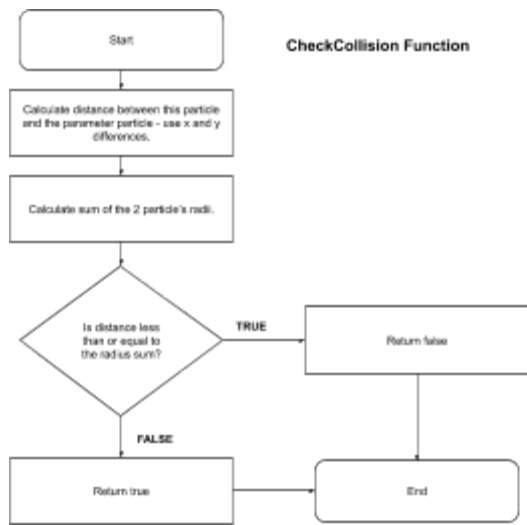 Start
CheckCollision Function
Calculate distance between this particle
and the parameter particle - use x and y
differences.
Calculate sum of the 2 particle's radii.
Is distance less
than or equal to
the radius sum?
TRUE
Return false
FALSE
Return true
End